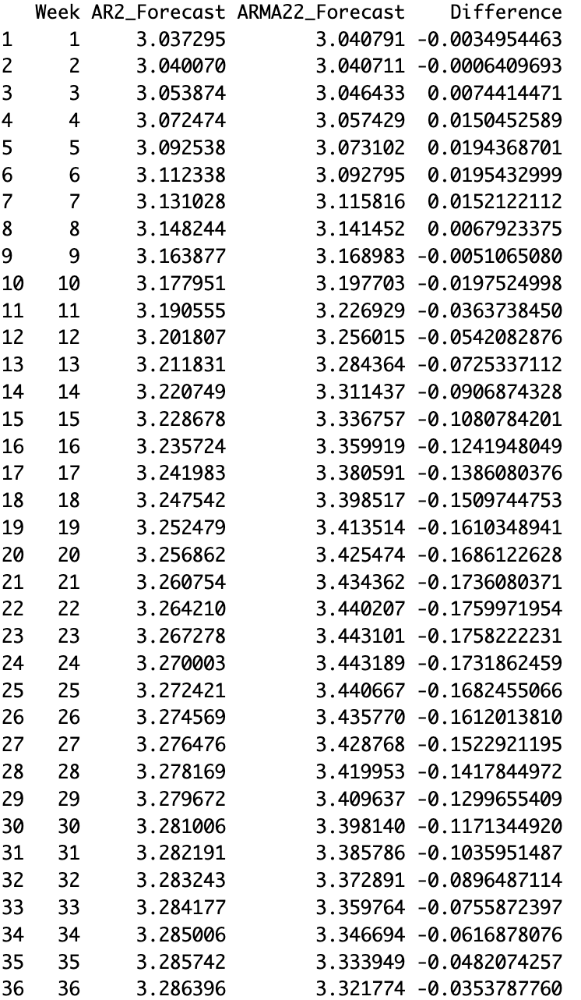 Week AR2_Forecast ARMA22_Forecast Difference
1 1 3.037295 3.040791 -0.0034954463
2 2 3.040070 3.040711 -0.0006409693
3 3 3.053874 3.046433 0.0074414471
4 4 3.072474 3.057429 0.0150452589
5 5 3.092538 3.073102 0.0194368701
6 6 3.112338 3.092795 0.0195432999
7 7 3.131028 3.115816 0.0152122112
8 8 3.148244 3.141452 0.0067923375
9 9 3.163877 3.168983 -0.0051065080
10 10 3.177951 3.197703 -0.0197524998
11 11 3.190555 3.226929 -0.0363738450
12 12 3.201807 3.256015 -0.0542082876
13 13 3.211831 3.284364 -0.0725337112
14 14 3.220749 3.311437 -0.0906874328
15 15 3.228678 3.336757 -0.1080784201
16 16 3.235724 3.359919 -0.1241948049
17 17 3.241983 3.380591 -0.1386080376
18 18 3.247542 3.398517 -0.1509744753
19 19 3.252479 3.413514 -0.1610348941
20 20 3.256862 3.425474 -0.1686122628
21 21 3.260754 3.434362 -0.1736080371
22 22 3.264210 3.440207 -0.1759971954
23 23 3.267278 3.443101 -0.1758222231
24 24 3.270003 3.443189 -0.1731862459
25 25 3.272421 3.440667 -0.1682455066
26 26 3.274569 3.435770 -0.1612013810
27 27 3.276476 3.428768 -0.1522921195
28 28 3.278169 3.419953 -0.1417844972
29 29 3.279672 3.409637 -0.1299655409
30 30 3.281006 3.398140 -0.1171344920
31 31 3.282191 3.385786 -0.1035951487
32 32 3.283243 3.372891 -0.0896487114
33 33 3.284177 3.359764 -0.0755872397
34 34 3.285006 3.346694 -0.0616878076
35 35 3.285742 3.333949 -0.0482074257
36 36 3.286396 3.321774 -0.0353787760